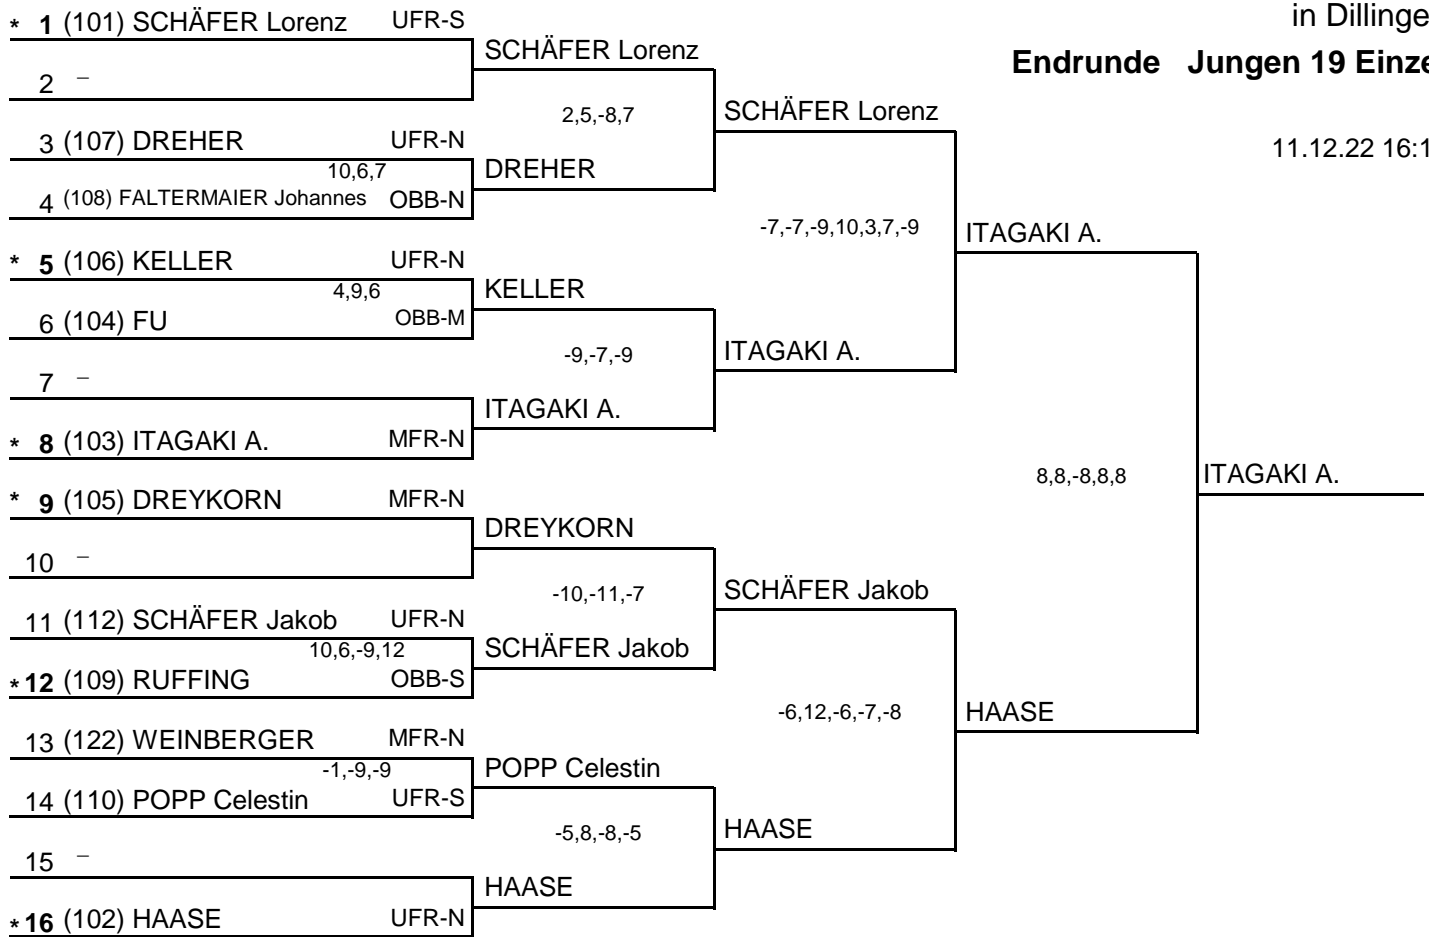 in Dillinge
Endrunde Jungen 19 Einze
11.12.22 16:1
* 1 (101) SCHÄFER Lorenz UFR-S
SCHÄFER Lorenz
2 –
2,5,-8,7
SCHÄFER Lorenz
3 (107) DREHER UFR-N
10,6,7
DREHER
4 (108) FALTERMAIER Johannes OBB-N
-7,-7,-9,10,3,7,-9
ITAGAKI A.
* 5 (106) KELLER UFR-N
4,9,6
KELLER
6 (104) FU OBB-M
-9,-7,-9
ITAGAKI A.
7 –
ITAGAKI A.
* 8 (103) ITAGAKI A. MFR-N
8,8,-8,8,8
ITAGAKI A.
* 9 (105) DREYKORN MFR-N
DREYKORN
10 –
-10,-11,-7
SCHÄFER Jakob
11 (112) SCHÄFER Jakob UFR-N
10,6,-9,12
SCHÄFER Jakob
* 12 (109) RUFFING OBB-S
-6,12,-6,-7,-8
HAASE
13 (122) WEINBERGER MFR-N
-1,-9,-9
POPP Celestin
14 (110) POPP Celestin UFR-S
-5,8,-8,-5
HAASE
15 –
HAASE
* 16 (102) HAASE UFR-N